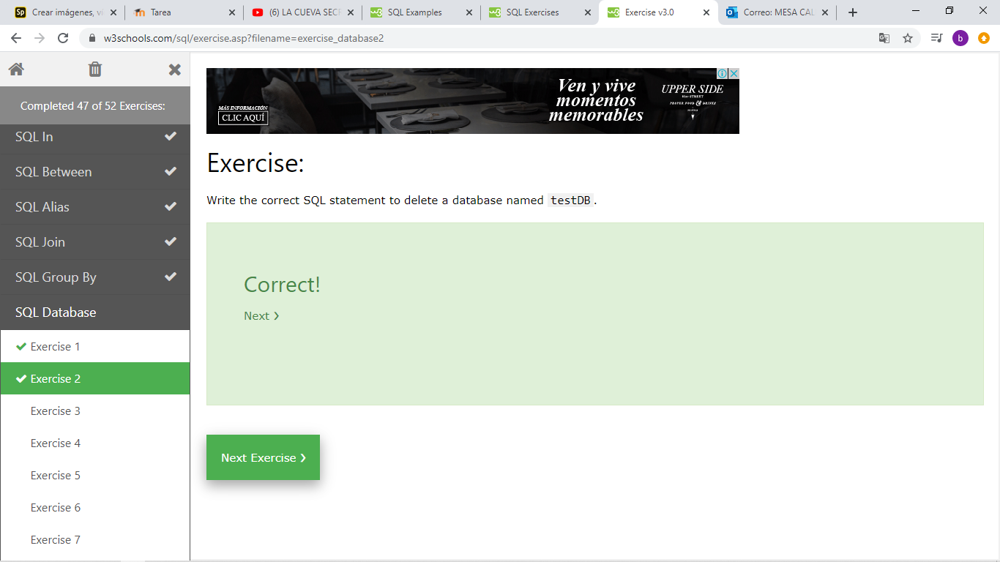 Crear imágenes, ví
Tarea
(6) LA CUEVA SECR
SQL Examples
SQL Exercises
Exercise v3.0
Correo: MESA CAL
w3schools.com/sql/exercise.asp?filename=exercise_database2
b
Completed 47 of 52 Exercises:
SQL In
SQL Between
SQL Alias
SQL Join
SQL Group By
SQL Database
Exercise 1
Exercise 2
Exercise 3
Exercise 4
Exercise 5
Exercise 6
Exercise 7
MÁS INFORMACIÓN
CLIC AQUÍ
Ven y vive
momentos
memorables
UPPER SIDE
PROPER FOOD & DRINKS
Exercise:
Write the correct SQL statement to delete a database named testDB.
Correct!
Next ❯
Next Exercise ❯